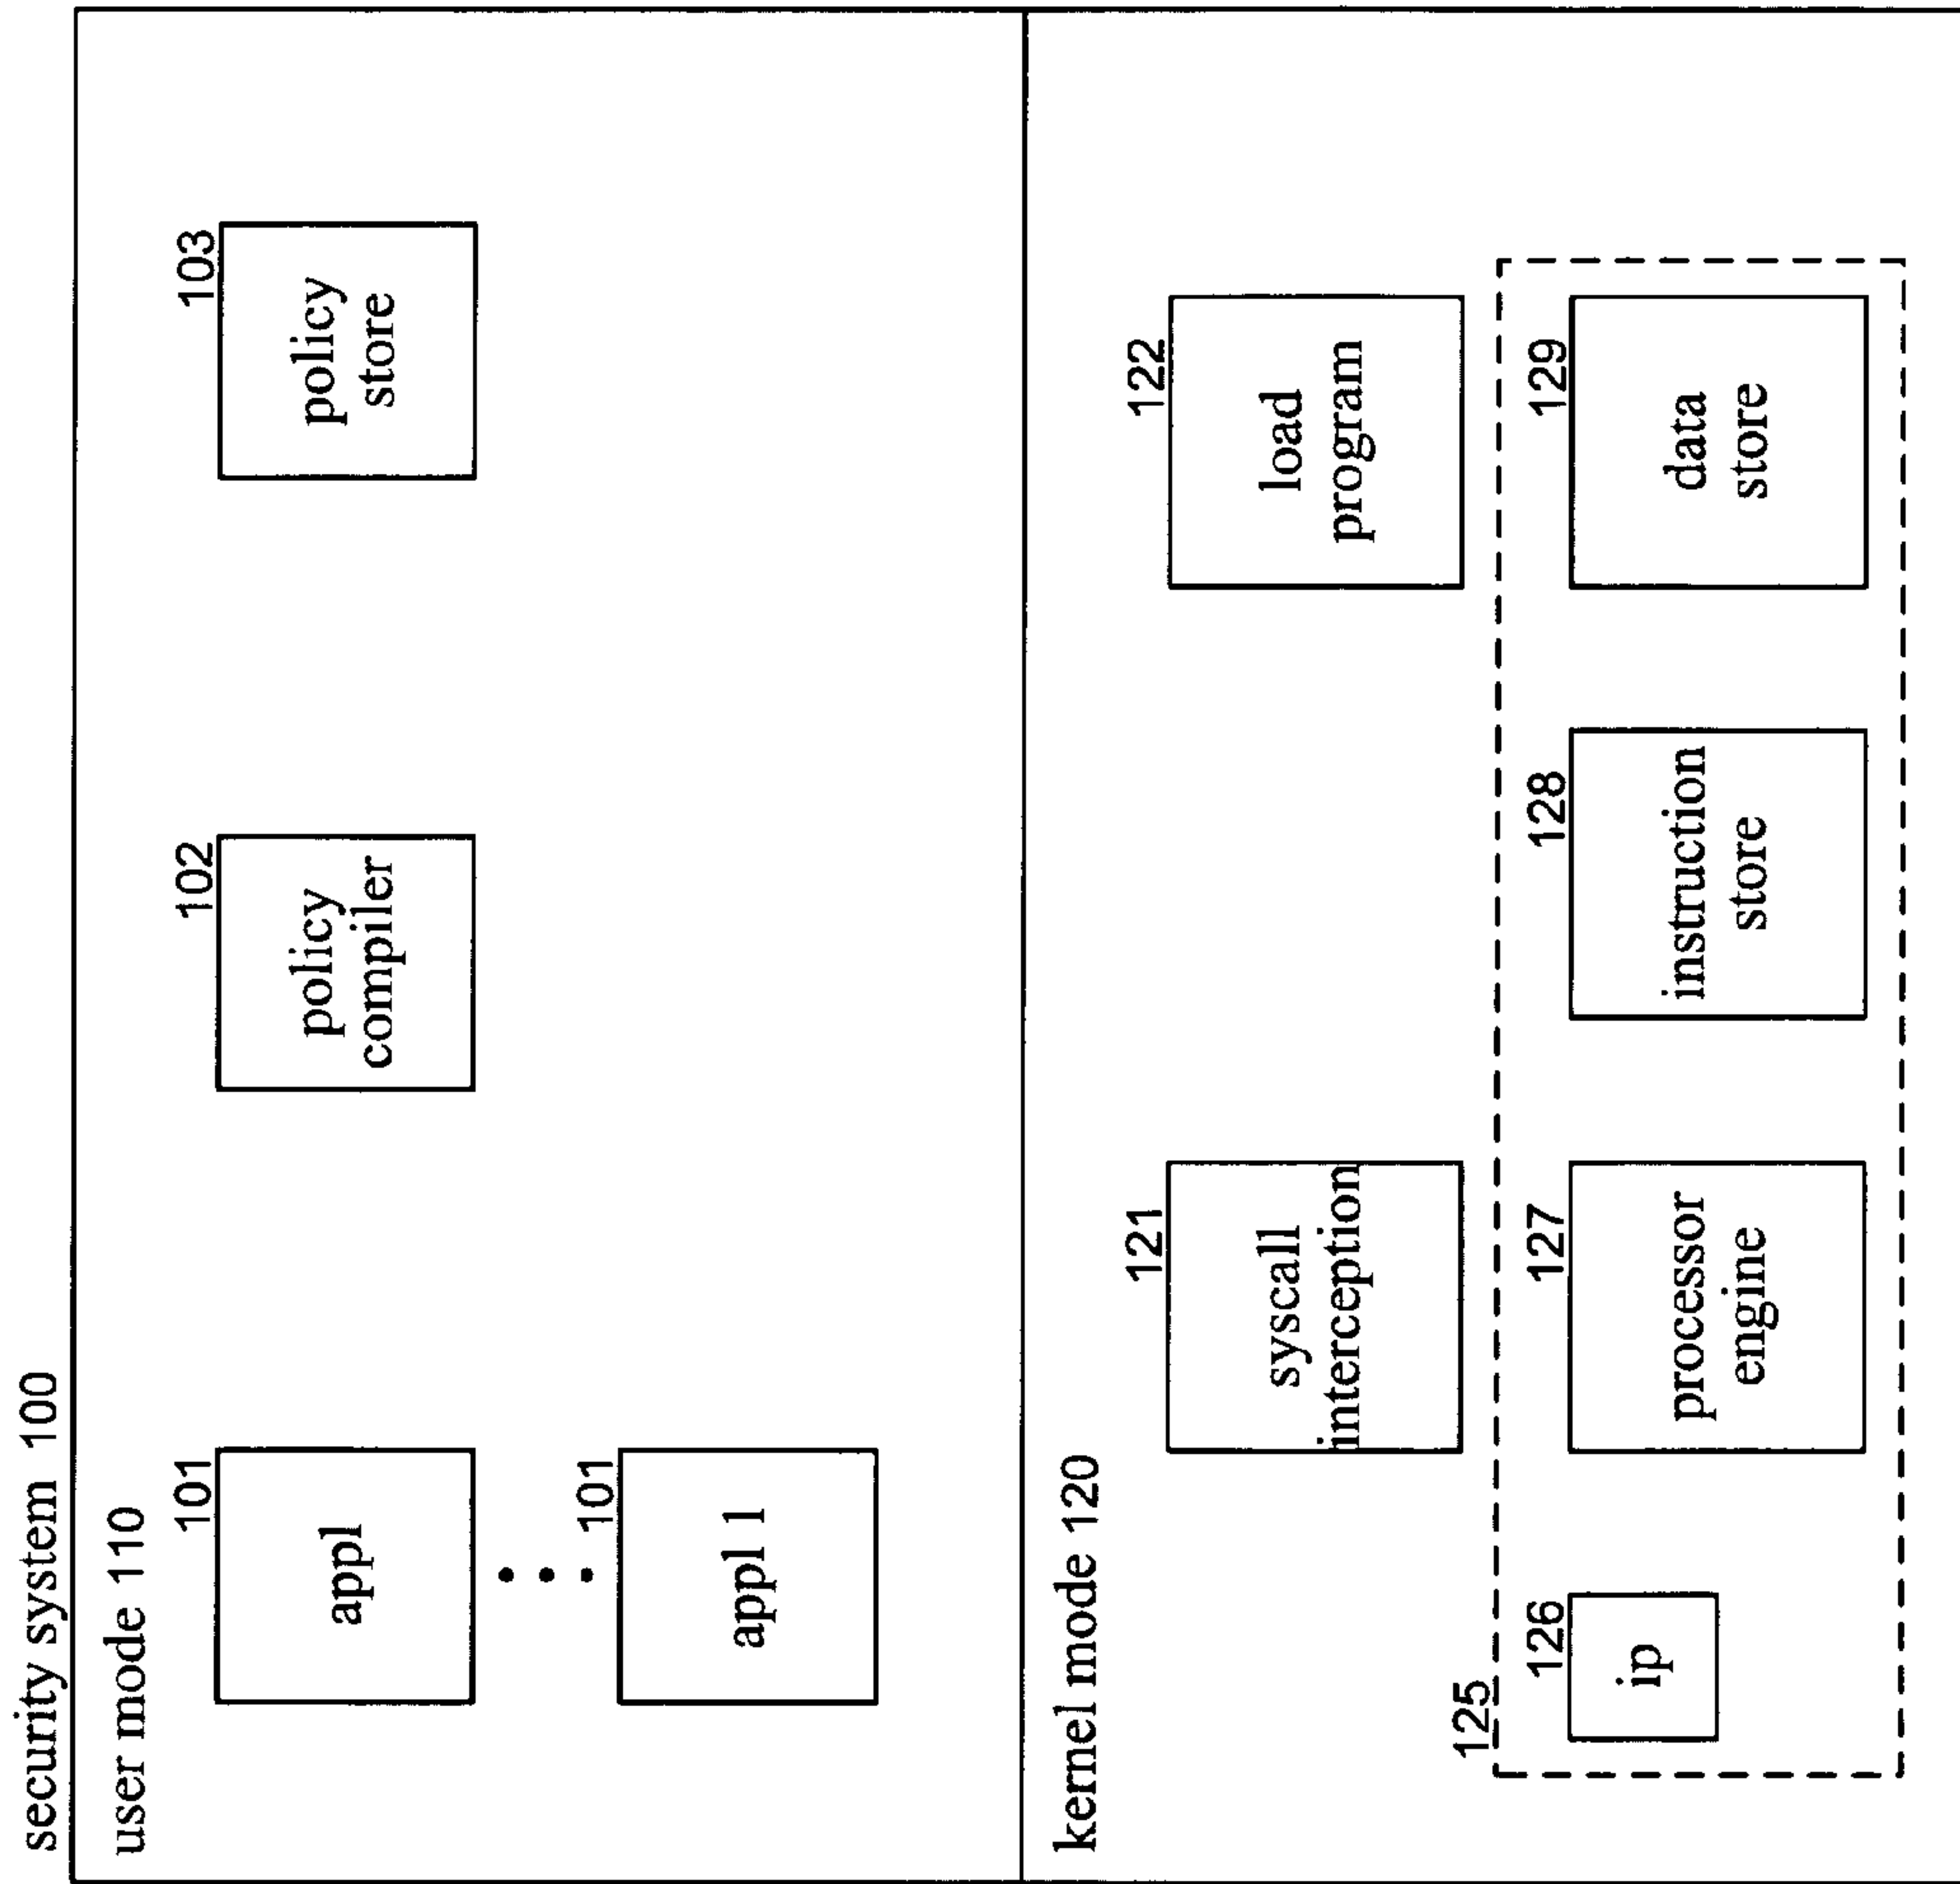 security system 100
user mode 110
101
appl
101
appl 1
102
policy
compiler
103
policy
store
kernel mode 120
121
syscall
interception
122
load
program
125
126
ip
127
processor
engine
128
instruction
store
129
data
store